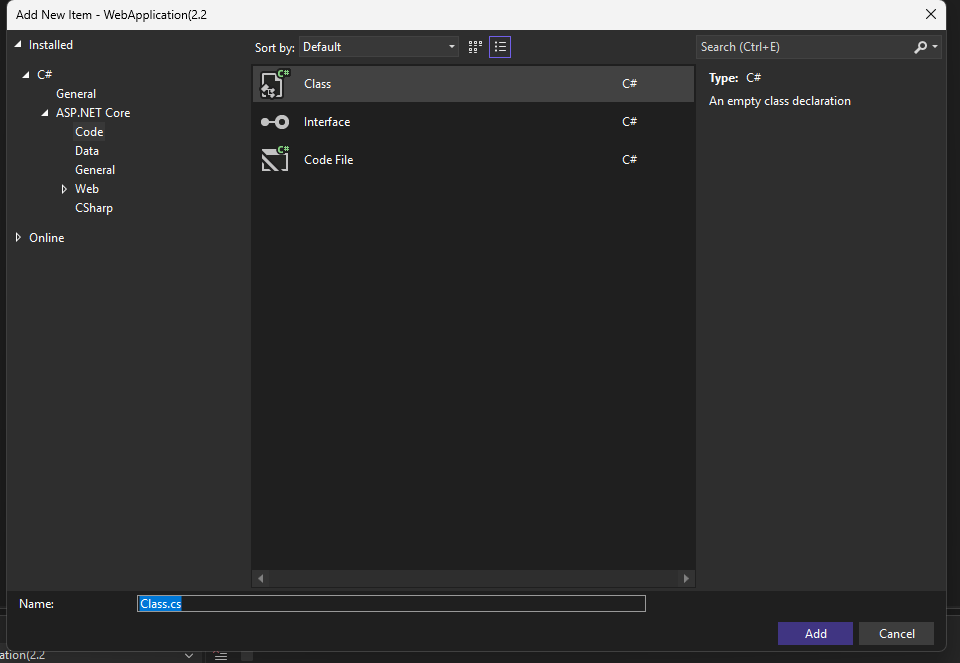 Add New Item - WebApplication(2.2
Installed
Sort by: Default
Search (Ctrl+E)
C#
General
ASP.NET Core
Code
Data
General
Web
CSharp
Online
C#
Class C#
Interface C#
C#
Code File C#
Type: C#
An empty class declaration
Name: Class.cs
Add Cancel
ation(2.2